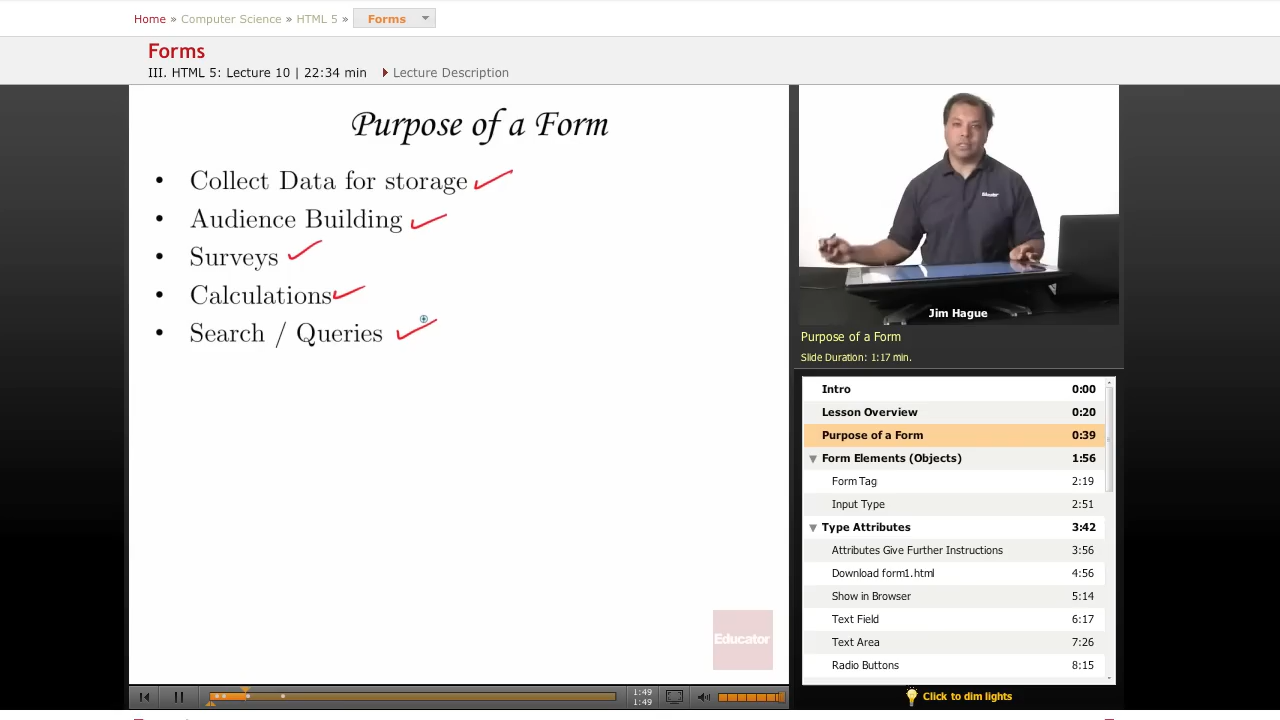 Home » Computer Science » HTML 5 » Forms
Forms
III. HTML 5: Lecture 10 | 22:34 min Lecture Description
Purpose of a Form
• Collect Data for storage
• Audience Building
• Surveys
• Calculations
• Search / Queries
Educator
1:49
1:49
Educator
Jim Hague
Purpose of a Form
Slide Duration: 1:17 min.
Intro 0:00
Lesson Overview 0:20
Purpose of a Form 0:39
Form Elements (Objects) 1:56
Form Tag 2:19
Input Type 2:51
Type Attributes 3:42
Attributes Give Further Instructions 3:56
Download form1.html 4:56
Show in Browser 5:14
Text Field 6:17
Text Area 7:26
Radio Buttons 8:15
Click to dim lights